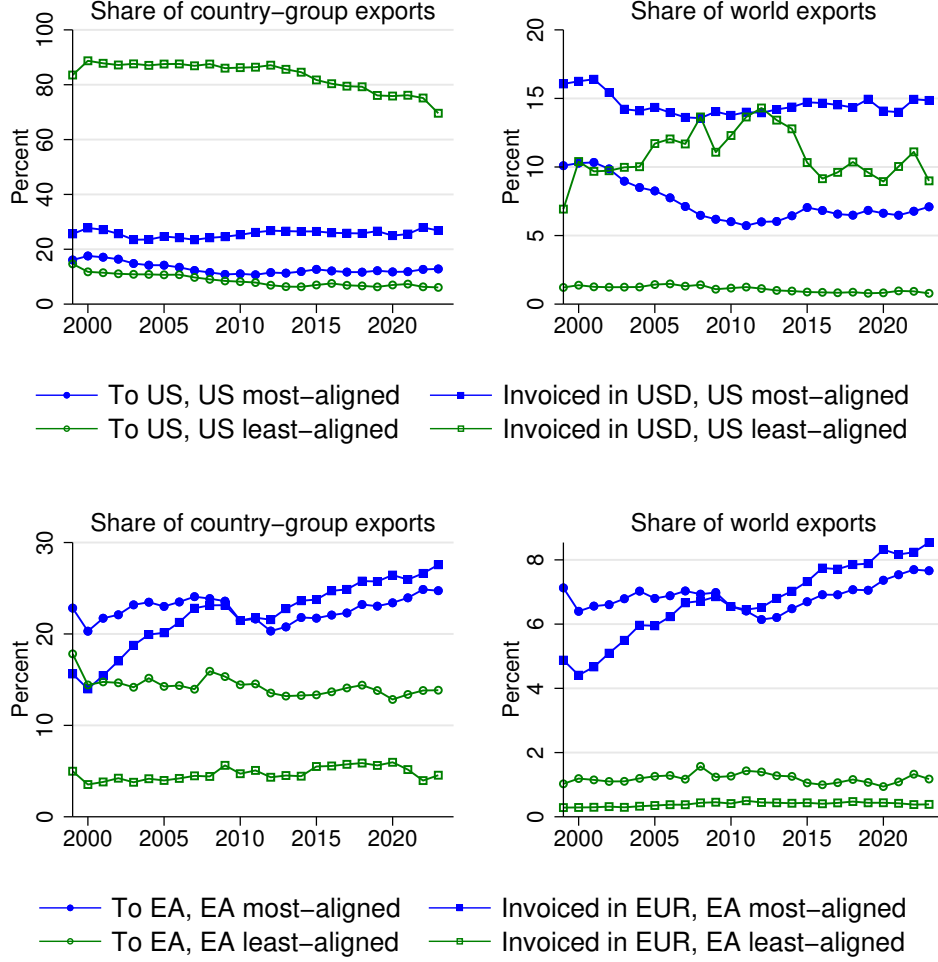 Share of country−group exports
Share of world exports
Percent
0
20
40
60
80
100
2000
2005
2010
2015
2020
Percent
0
5
10
15
20
2000
2005
2010
2015
2020
To US, US most−aligned
Invoiced in USD, US most−aligned
To US, US least−aligned
Invoiced in USD, US least−aligned
Share of country−group exports
Share of world exports
Percent
0
10
20
30
2000
2005
2010
2015
2020
Percent
0
2
4
6
8
2000
2005
2010
2015
2020
To EA, EA most−aligned
Invoiced in EUR, EA most−aligned
To EA, EA least−aligned
Invoiced in EUR, EA least−aligned